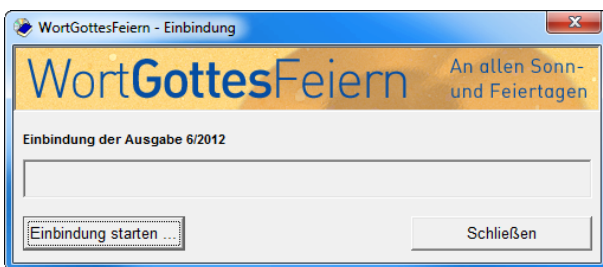 WortGottesFeiern - Einbindung
WortGottesFeiern
An allen Sonn-
und Feiertagen
Einbindung der Ausgabe 6/2012
Einbindung starten ...
Schließen